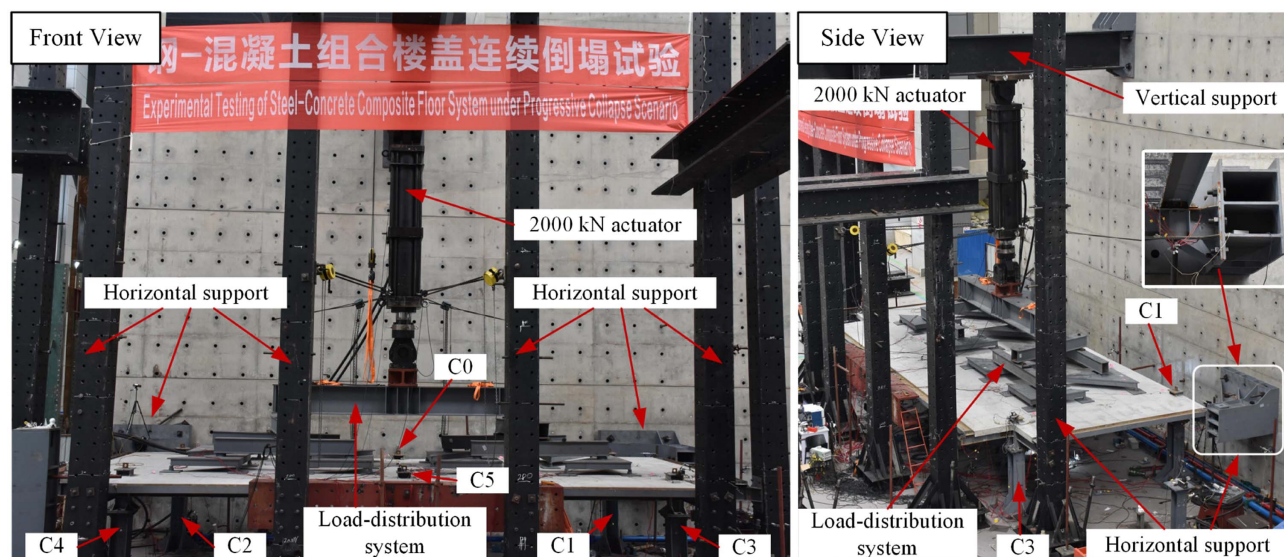 Front View
钢-混凝土组合楼盖连续倒塌试验
Experimental Testing of Steel-Concrete Composite Floor System under Progressive Collapse Scenario
2000 kN actuator
Horizontal support
Horizontal support
C0
C5
Load-distribution
system
C4
C2
C1
C3
Side View
2000 kN actuator
Vertical support
C1
Load-distribution
system
C3
Horizontal support